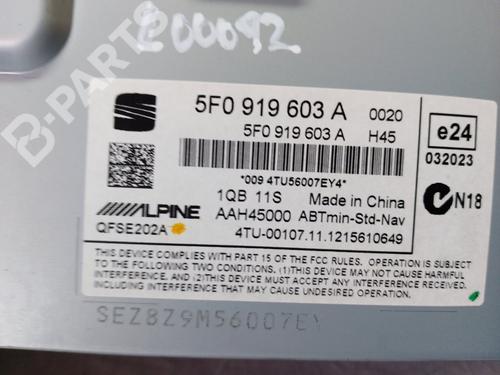 E00092
B-PARTS
5F0 919 603 A 0020
5F0 919 603 A H45
e24
032023
*009 4TU56007EY4*
1QB 11S Made in China
N18
ALPINE AAH45000 ABTmin-Std-Nav
QFSE202A 4TU-00107.11.1215610649
THIS DEVICE COMPLIES WITH PART 15 OF THE FCC RULES. OPERATION IS SUBJECT
TO THE FOLLOWING TWO CONDITIONS. (1)THIS DEVICE MAY NOT CAUSE HARMFUL
INTERFERENCE. AND (2)THIS DEVICE MUST ACCEPT ANY INTERFERENCE RECEIVED.
INCLUDING INTERFERENCE THAT MAY CAUSE UNDESIRED OPERATION.
SEZ8Z9M56007EY